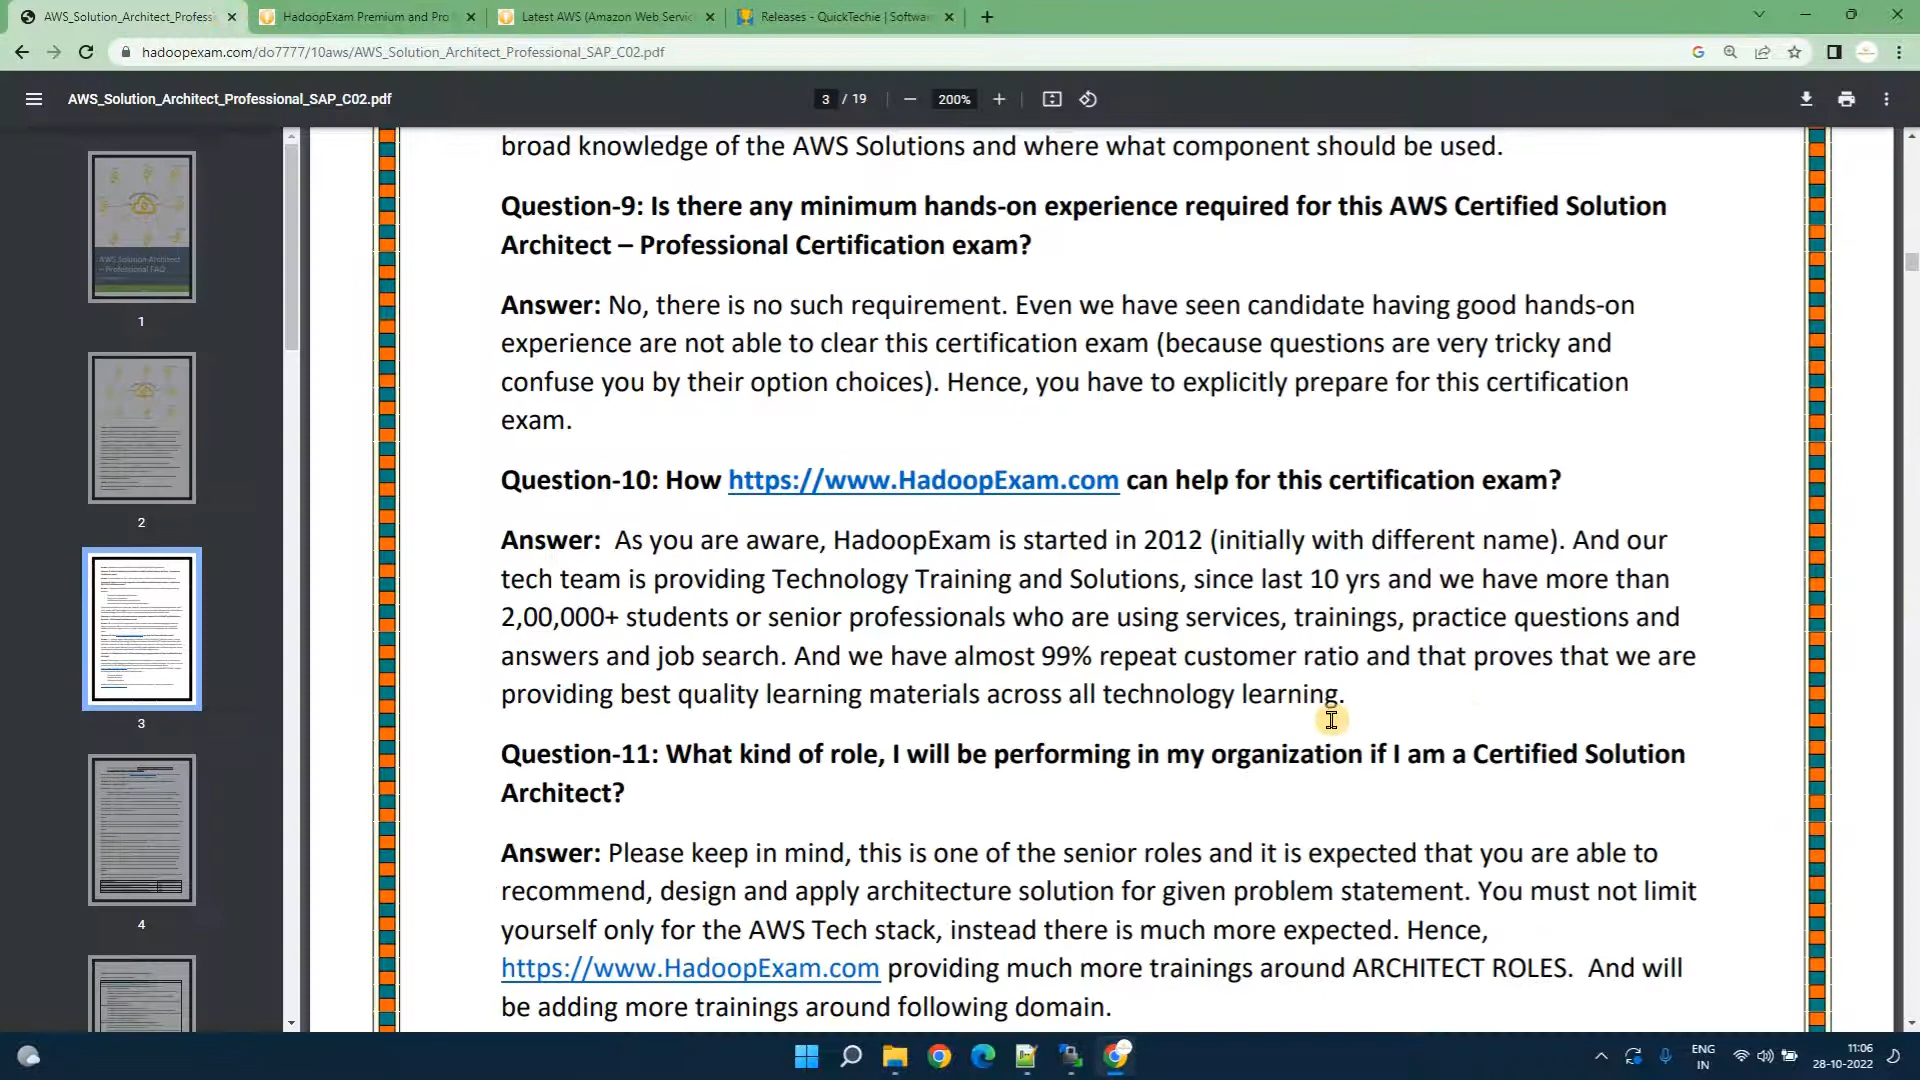 AWS_Solution_Architect_Profess
HadoopExam Premium and Pro
Latest AWS (Amazon Web Servic
Releases - QuickTechie | Softwar
hadoopexam.com/do7777/10aws/AWS_Solution_Architect_Professional_SAP_C02.pdf
AWS_Solution_Architect_Professional_SAP_C02.pdf
3 / 19
200%
AWS Solution Architect
– Professional FAQ
1
2
3
4
broad knowledge of the AWS Solutions and where what component should be used.
Question-9: Is there any minimum hands-on experience required for this AWS Certified Solution
Architect – Professional Certification exam?
Answer: No, there is no such requirement. Even we have seen candidate having good hands-on
experience are not able to clear this certification exam (because questions are very tricky and
confuse you by their option choices). Hence, you have to explicitly prepare for this certification
exam.
Question-10: How https://www.HadoopExam.com can help for this certification exam?
Answer: As you are aware, HadoopExam is started in 2012 (initially with different name). And our
tech team is providing Technology Training and Solutions, since last 10 yrs and we have more than
2,00,000+ students or senior professionals who are using services, trainings, practice questions and
answers and job search. And we have almost 99% repeat customer ratio and that proves that we are
providing best quality learning materials across all technology learning.
Question-11: What kind of role, I will be performing in my organization if I am a Certified Solution
Architect?
Answer: Please keep in mind, this is one of the senior roles and it is expected that you are able to
recommend, design and apply architecture solution for given problem statement. You must not limit
yourself only for the AWS Tech stack, instead there is much more expected. Hence,
https://www.HadoopExam.com providing much more trainings around ARCHITECT ROLES. And will
be adding more trainings around following domain.
ENG
IN
11:06
28-10-2022